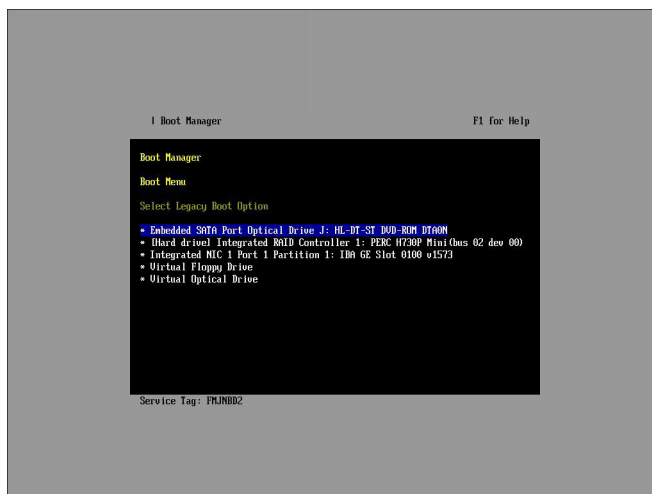 | Boot Manager F1 for Help
Boot Manager
Boot Menu
Select Legacy Boot Option
* Embedded SATA Port Optical Drive J: HL-DT-ST DVD-ROM DTA0N
* [Hard drive] Integrated RAID Controller 1: PERC H730P Mini(bus 02 dev 00)
* Integrated NIC 1 Port 1 Partition 1: IBA GE Slot 0100 v1573
* Virtual Floppy Drive
* Virtual Optical Drive
Service Tag: FMJNBD2